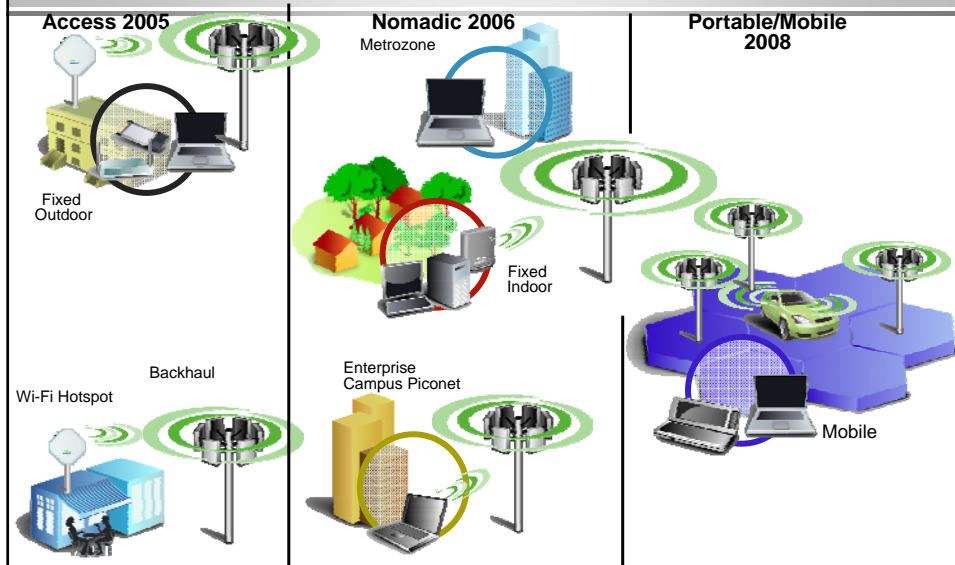 Access 2005
Nomadic 2006
Portable/Mobile
2008
Metrozone
Fixed
Outdoor
Fixed
Indoor
Backhaul
Wi-Fi Hotspot
Enterprise
Campus Piconet
Mobile